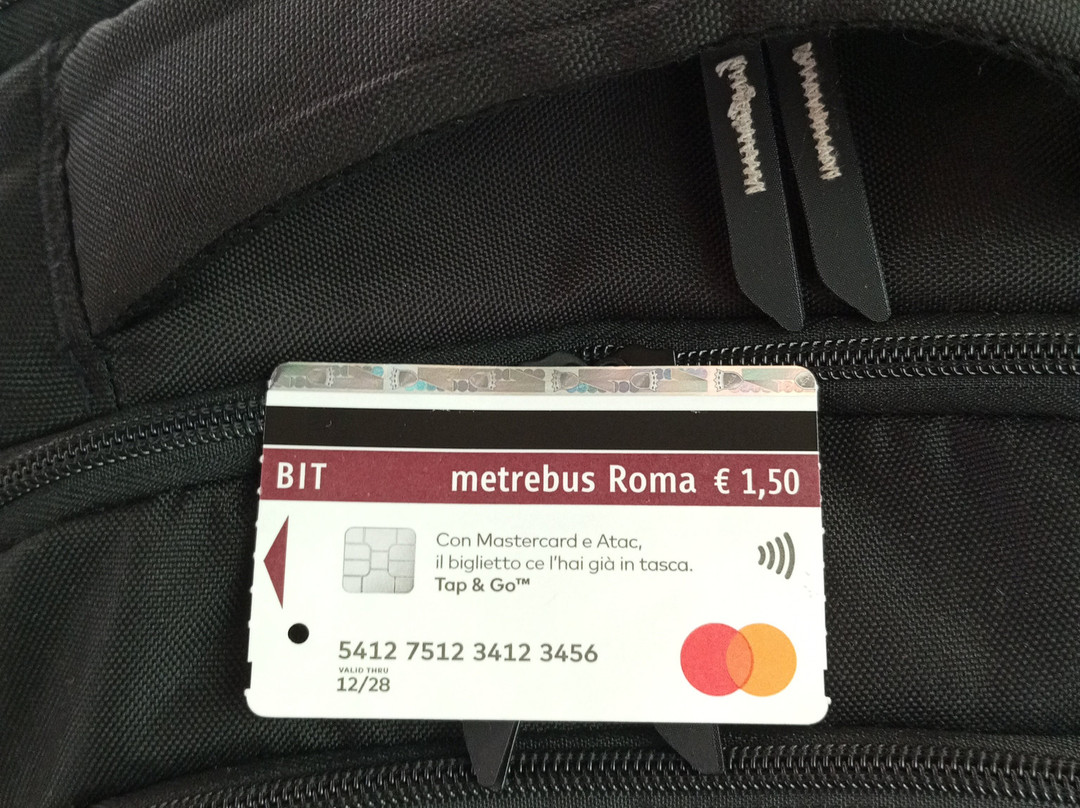 BIT metrebus Roma € 1,50
Con Mastercard e Atac,
il biglietto ce l'hai già in tasca.
Tap & Go™
5412 7512 3412 3456
VALID THRU
12/28